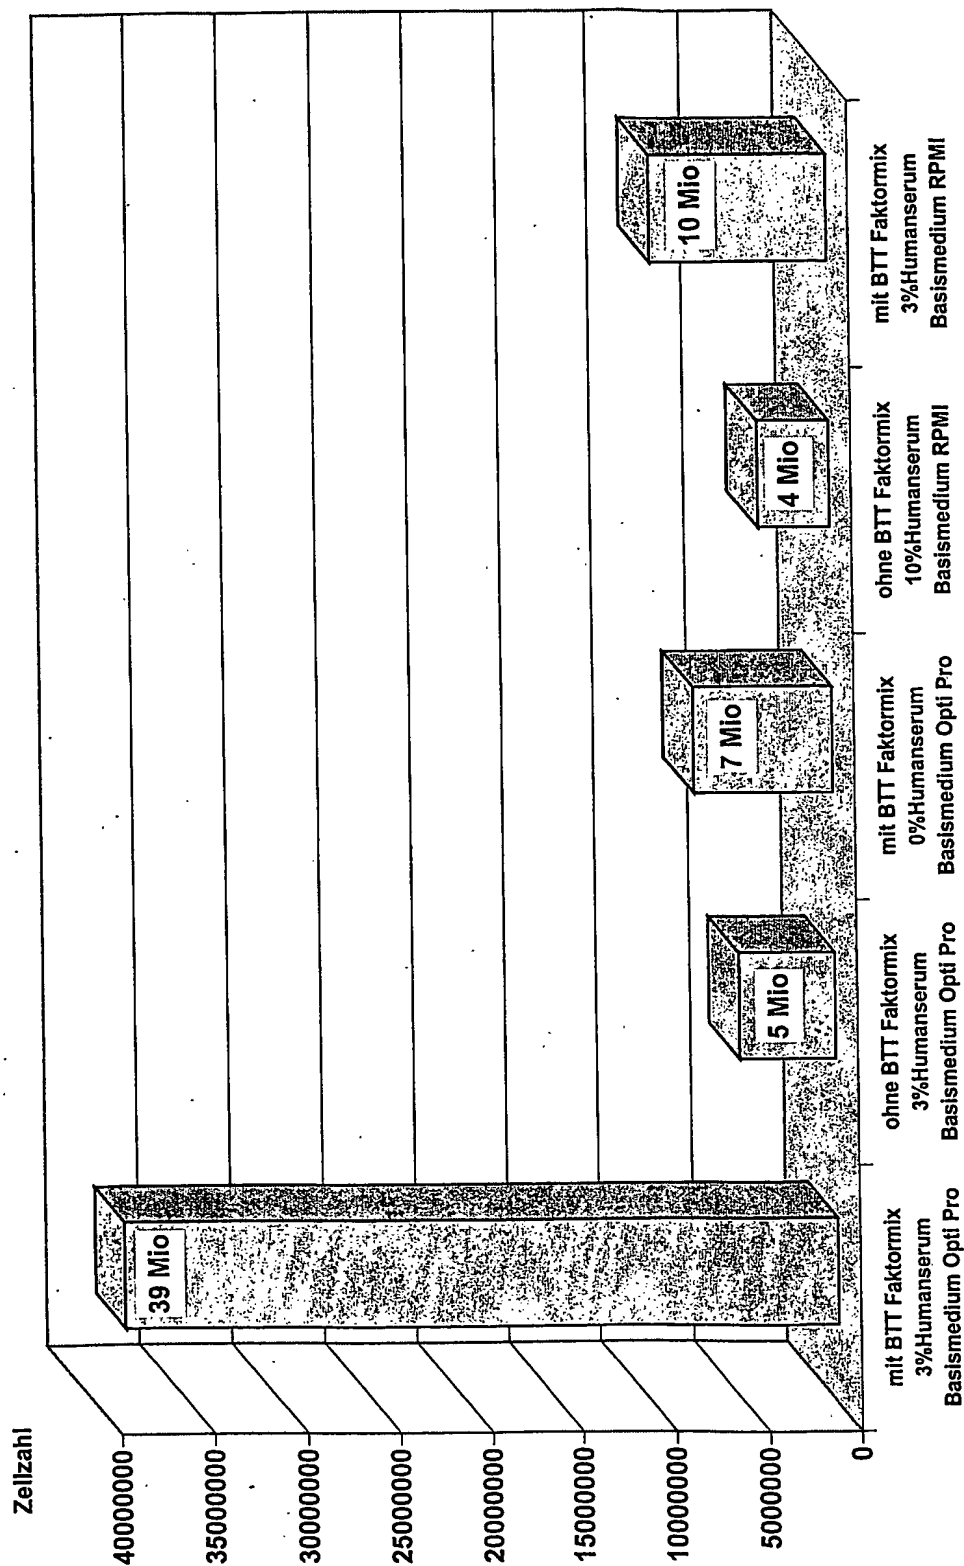 Zellzahl
40000000
35000000
30000000
25000000
20000000
15000000
10000000
5000000
0
39 Mio
5 Mio
7 Mio
4 Mio
10 Mio
mit BTT Faktormix
3%Humanserum
Basismedium Opti Pro
ohne BTT Faktormix
3%Humanserum
Basismedium Opti Pro
mit BTT Faktormix
0%Humanserum
Basismedium Opti Pro
ohne BTT Faktormix
10%Humanserum
Basismedium RPMI
mit BTT Faktormix
3%Humanserum
Basismedium RPMI